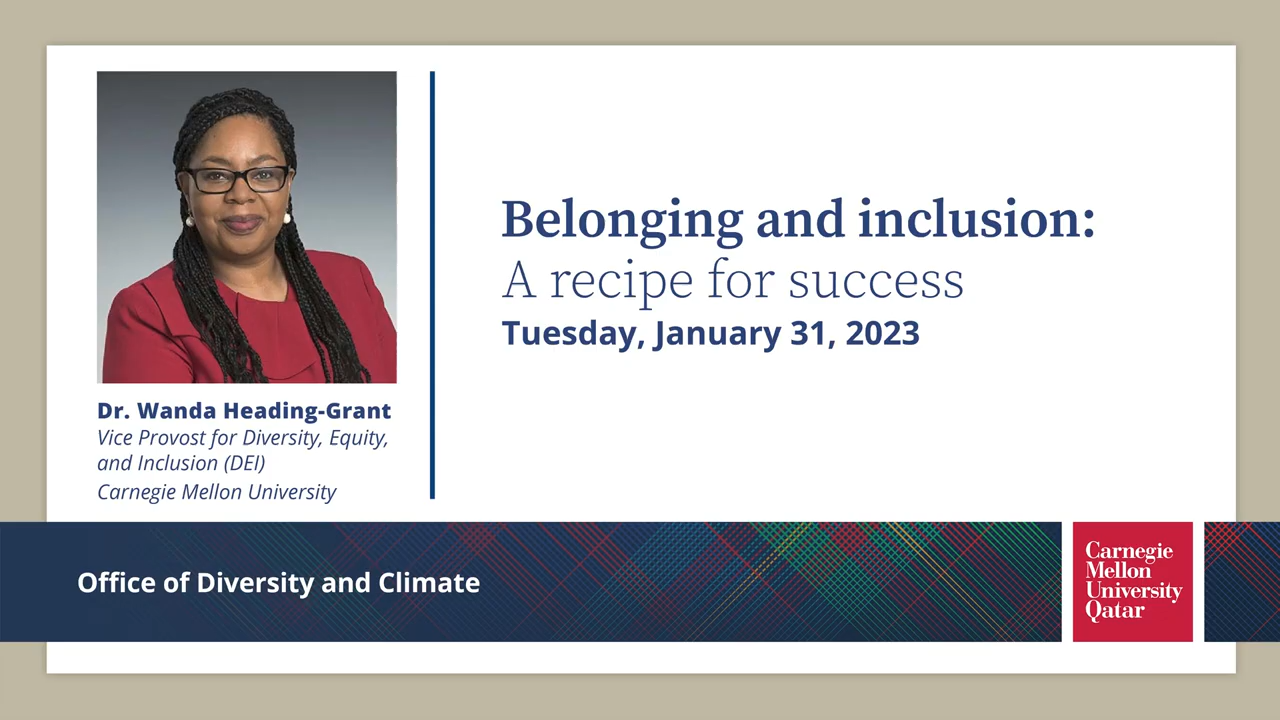 Belonging and inclusion:
A recipe for success
Tuesday, January 31, 2023
Dr. Wanda Heading-Grant
Vice Provost for Diversity, Equity,
and Inclusion (DEI)
Carnegie Mellon University
Office of Diversity and Climate
Carnegie
Mellon
University
Qatar